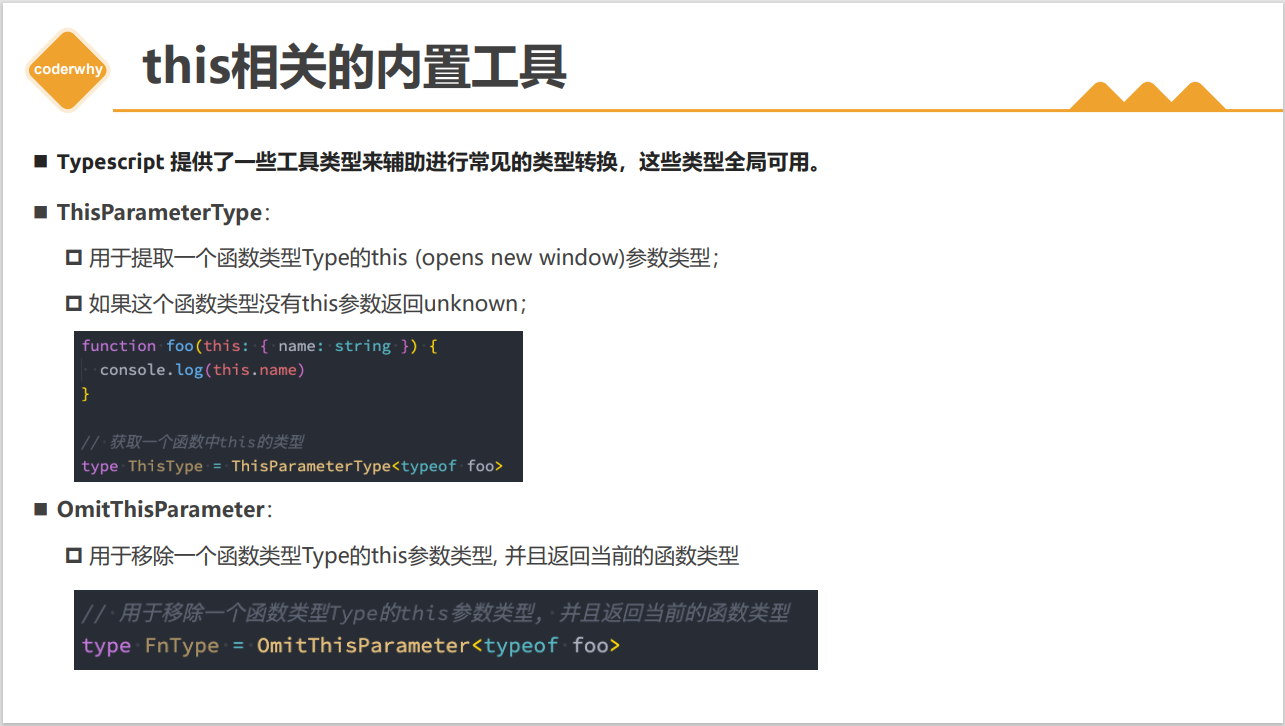 coderwhy
this相关的内置工具
Typescript 提供了一些工具类型来辅助进行常见的类型转换，这些类型全局可用。
ThisParameterType：
用于提取一个函数类型Type的this (opens new window)参数类型；
如果这个函数类型没有this参数返回unknown；
function foo(this: { name: string }) {
  console.log(this.name)
}
// 获取一个函数中this的类型
type ThisType = ThisParameterType<typeof foo>
OmitThisParameter：
用于移除一个函数类型Type的this参数类型, 并且返回当前的函数类型
// 用于移除一个函数类型Type的this参数类型, 并且返回当前的函数类型
type FnType = OmitThisParameter<typeof foo>